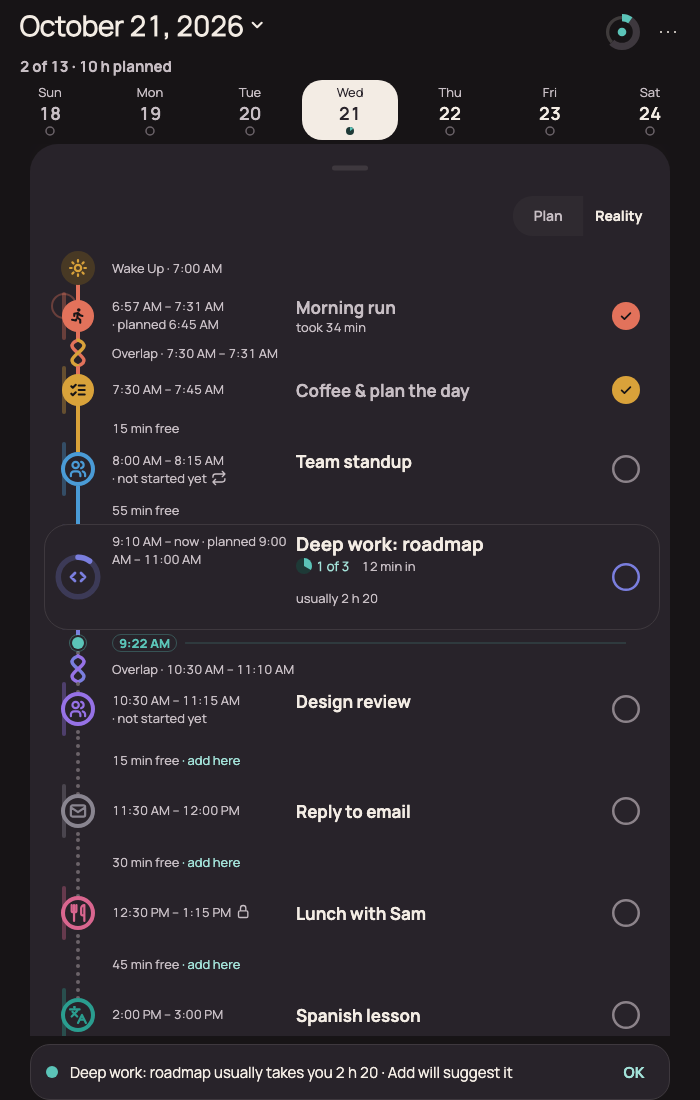 October 21, 2026
2 of 13 · 10 h planned
Sun Mon Tue Wed Thu Fri Sat
18 19 20 21 22 23 24
Plan Reality
Wake Up · 7:00 AM
6:57 AM – 7:31 AM
· planned 6:45 AM
Morning run
took 34 min
Overlap · 7:30 AM – 7:31 AM
7:30 AM – 7:45 AM
Coffee & plan the day
15 min free
8:00 AM – 8:15 AM
· not started yet
Team standup
55 min free
9:10 AM – now · planned 9:00
AM – 11:00 AM
Deep work: roadmap
1 of 3 12 min in
usually 2 h 20
9:22 AM
Overlap · 10:30 AM – 11:10 AM
10:30 AM – 11:15 AM
· not started yet
Design review
15 min free · add here
11:30 AM – 12:00 PM
Reply to email
30 min free · add here
12:30 PM – 1:15 PM
Lunch with Sam
45 min free · add here
2:00 PM – 3:00 PM
Spanish lesson
Deep work: roadmap usually takes you 2 h 20 · Add will suggest it
OK